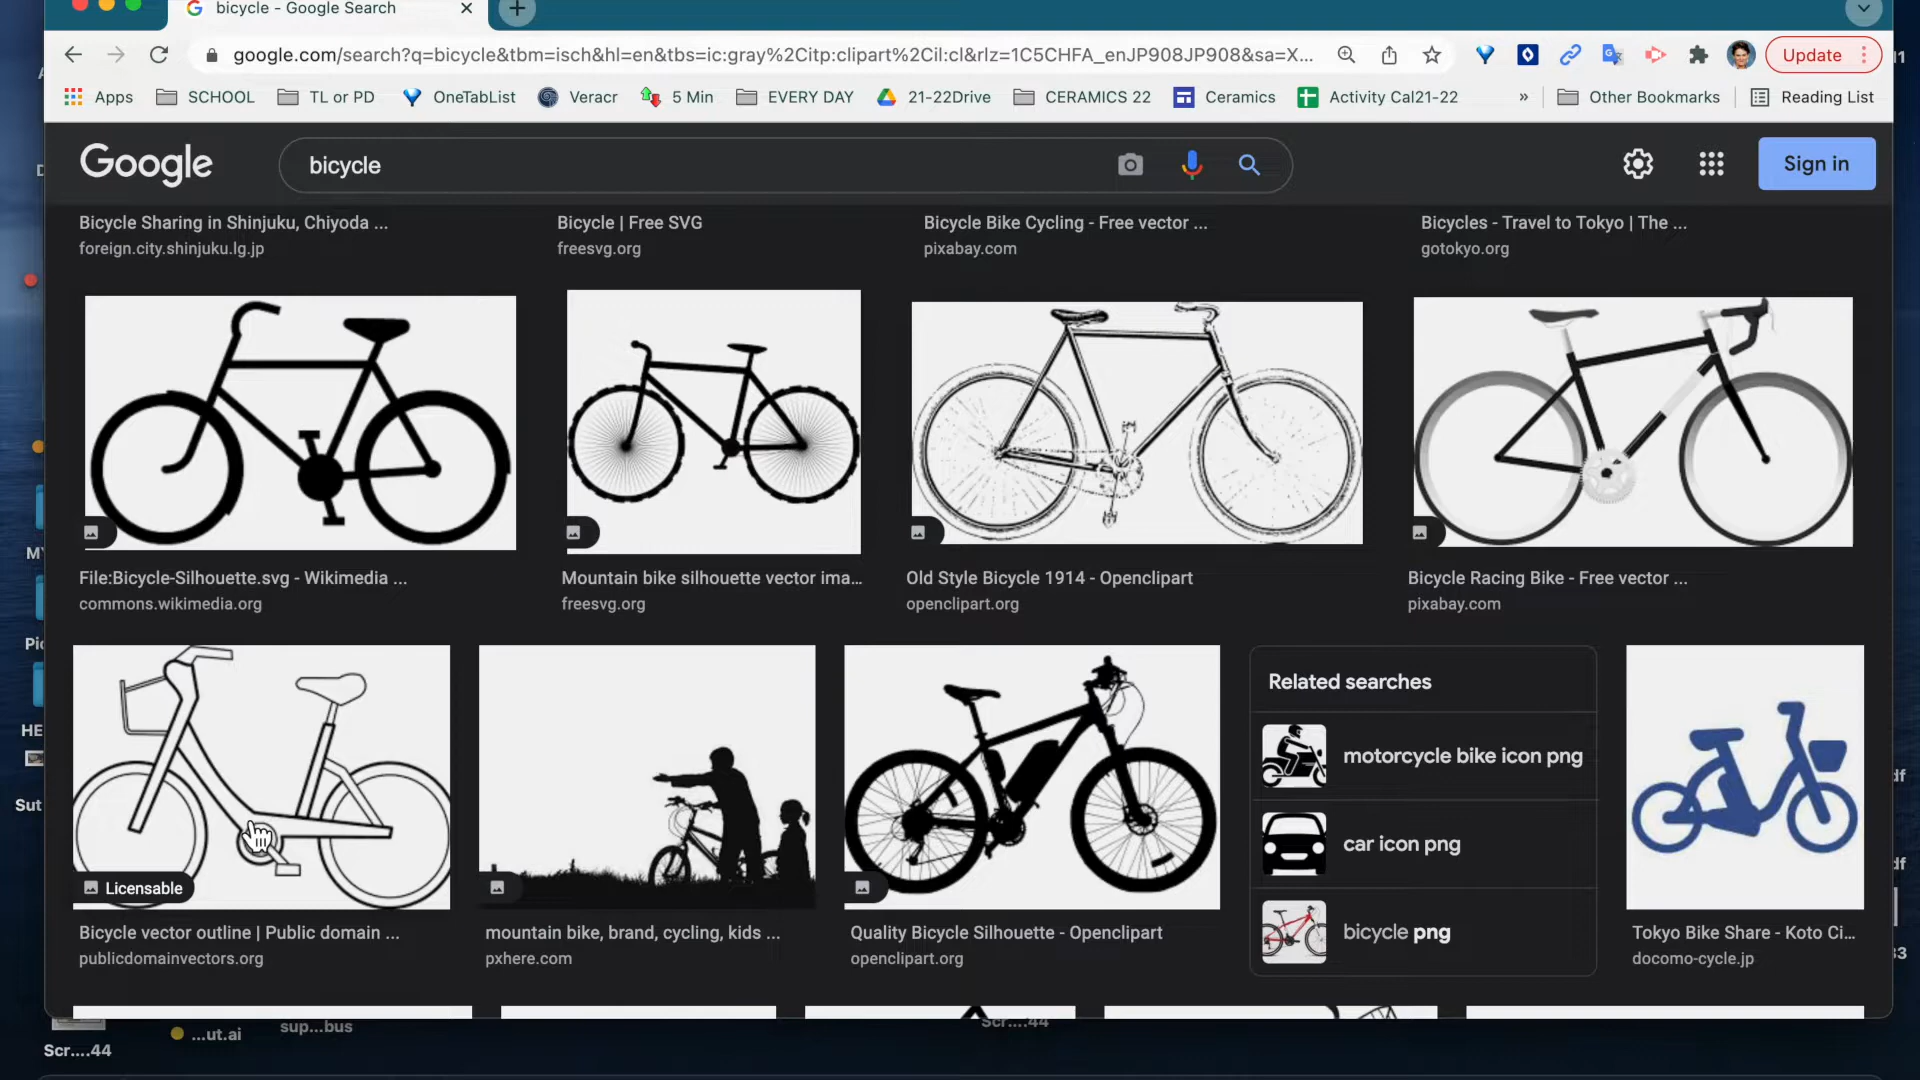 bicycle - Google Search
google.com/search?q=bicycle&tbm=isch&hl=en&tbs=ic:gray%2Citp:clipart%2Cil:cl&rlz=1C5CHFA_enJP908JP908&sa=X...
Update
Apps SCHOOL TL or PD OneTabList Veracr 5 Min EVERY DAY 21-22Drive CERAMICS 22 Ceramics Activity Cal21-22 » Other Bookmarks Reading List
Google bicycle Sign in
Bicycle Sharing in Shinjuku, Chiyoda ...
foreign.city.shinjuku.lg.jp
Bicycle | Free SVG
freesvg.org
Bicycle Bike Cycling - Free vector ...
pixabay.com
Bicycles - Travel to Tokyo | The ...
gotokyo.org
File:Bicycle-Silhouette.svg - Wikimedia ...
commons.wikimedia.org
Mountain bike silhouette vector ima...
freesvg.org
Old Style Bicycle 1914 - Openclipart
openclipart.org
Bicycle Racing Bike - Free vector ...
pixabay.com
Licensable
Bicycle vector outline | Public domain ...
publicdomainvectors.org
mountain bike, brand, cycling, kids ...
pxhere.com
Quality Bicycle Silhouette - Openclipart
openclipart.org
Related searches
motorcycle bike icon png
car icon png
bicycle png
Tokyo Bike Share - Koto Ci...
docomo-cycle.jp
Sut
Scr....44
...ut.ai
sup...bus
Scr....44